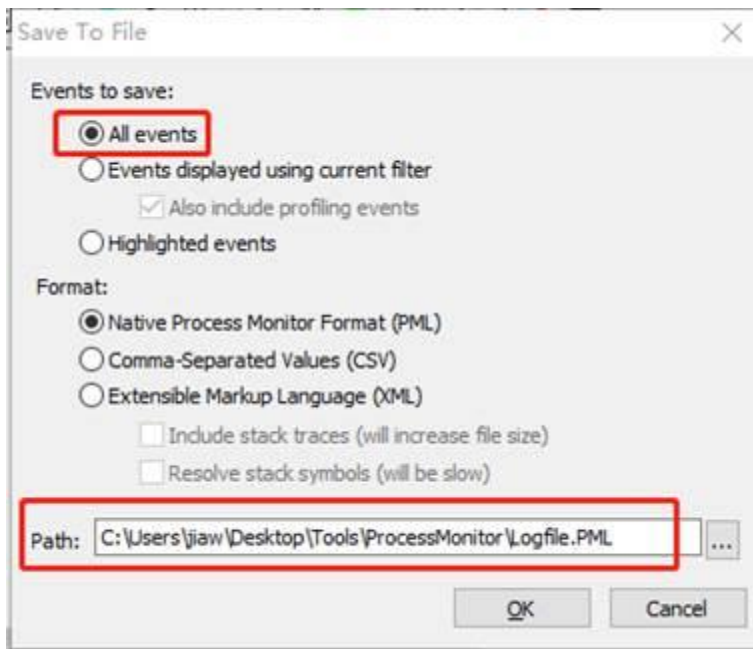 Save To File
Events to save:
All events
Events displayed using current filter
Also include profiling events
Highlighted events
Format:
Native Process Monitor Format (PML)
Comma-Separated Values (CSV)
Extensible Markup Language (XML)
Include stack traces (will increase file size)
Resolve stack symbols (will be slow)
Path: C:\Users\jiaw\Desktop\Tools\ProcessMonitor\Logfile.PML ...
OK Cancel